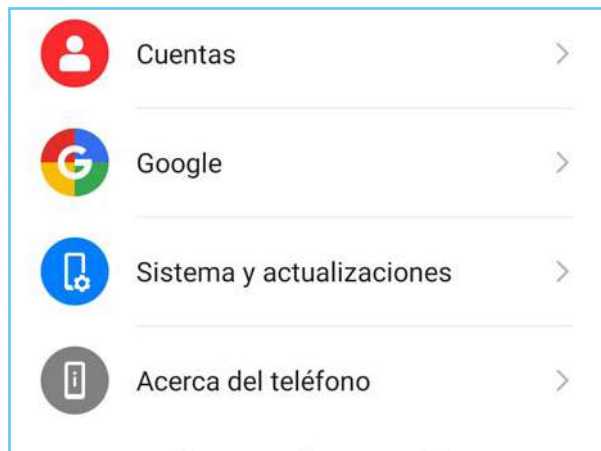 Cuentas
Google
Sistema y actualizaciones
Acerca del teléfono